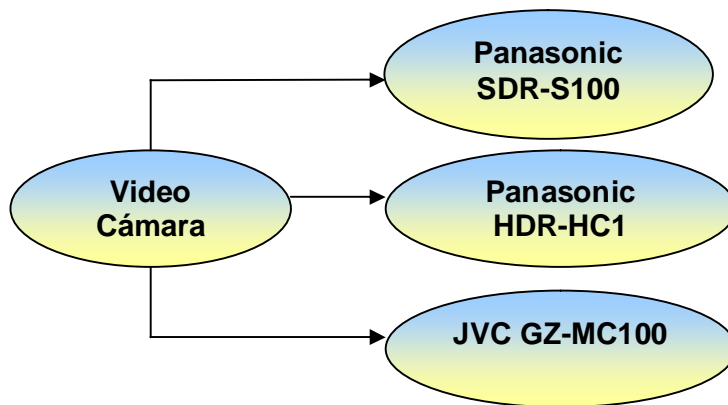 Panasonic
SDR-S100
Video
Cámara
Panasonic
HDR-HC1
JVC GZ-MC100